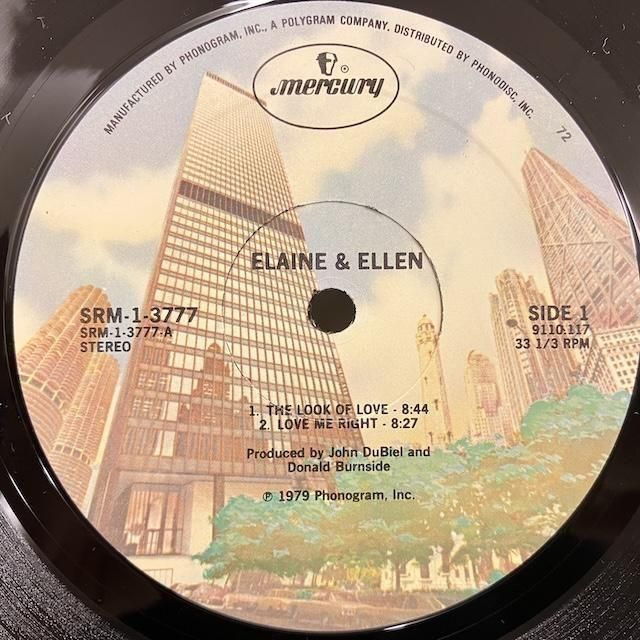 MANUFACTURED BY PHONOGRAM, INC., A POLYGRAM COMPANY. DISTRIBUTED BY PHONODISC, INC.
72
mercury
ELAINE & ELLEN
SRM-1-3777
SRM-1-3777-A
STEREO
SIDE 1
9110.117
33 1/3 RPM
1. THE LOOK OF LOVE - 8:44
2. LOVE ME RIGHT - 8:27
Produced by John DuBiel and
Donald Burnside
℗ 1979 Phonogram, Inc.